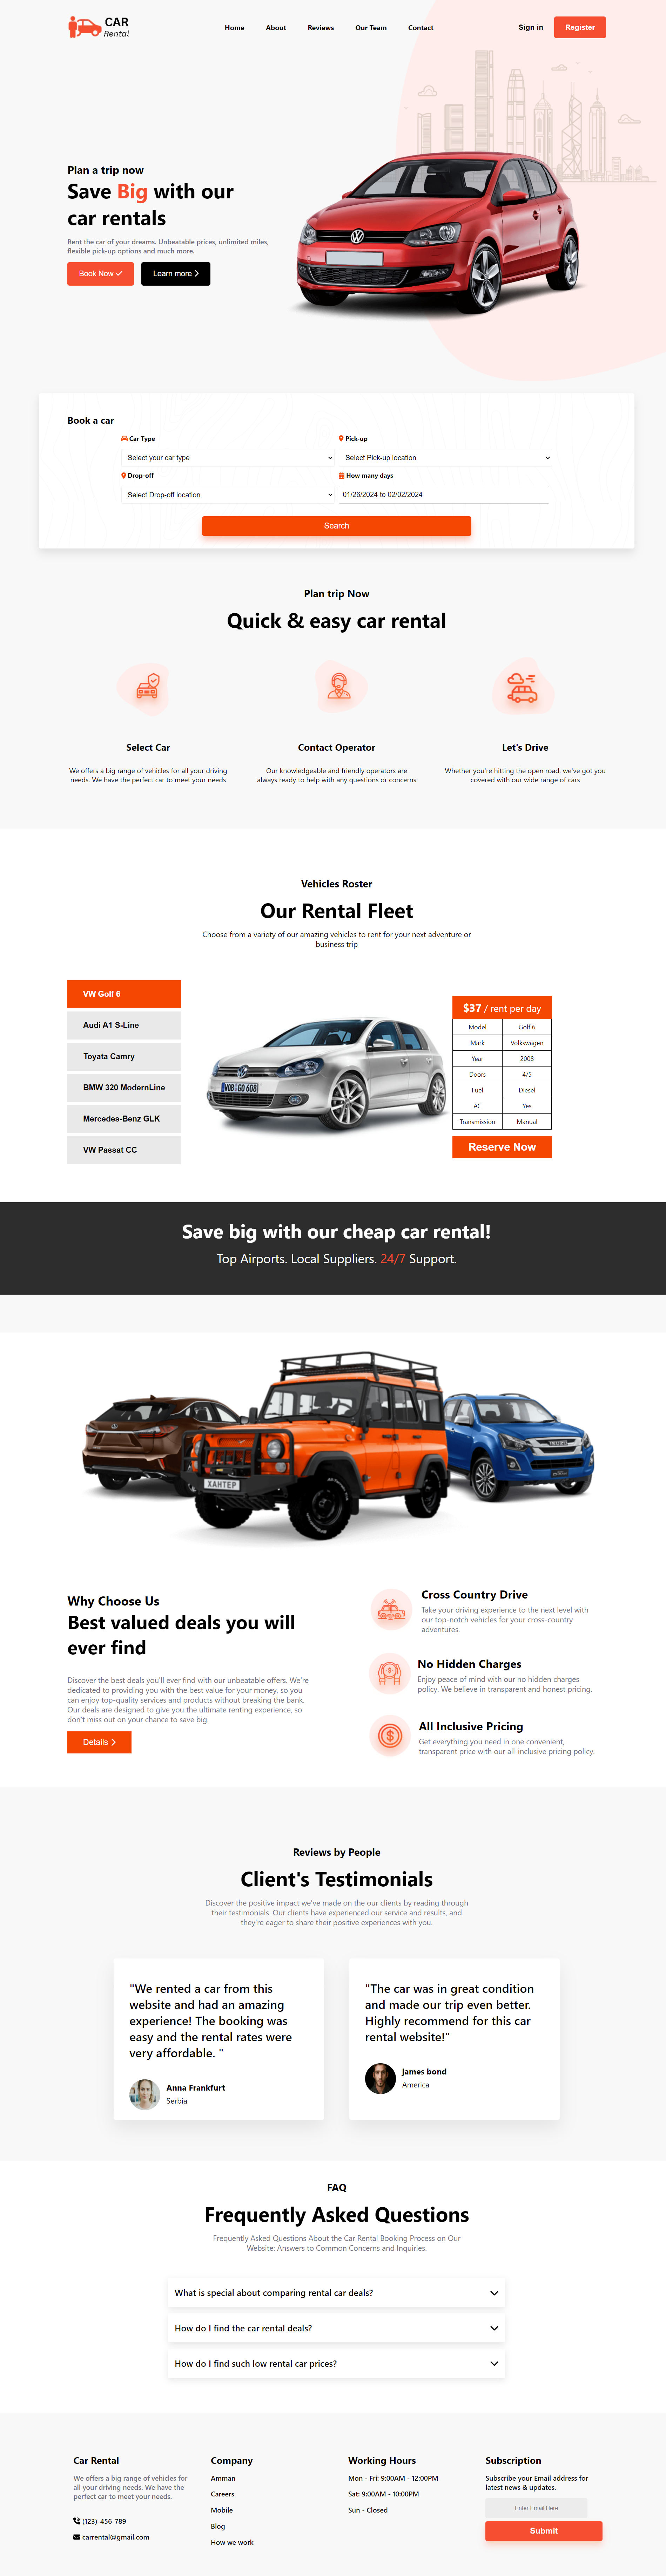 CAR
Rental
Home
About
Reviews
Our Team
Contact
Sign in
Register
Plan a trip now
Save Big with our
car rentals
Rent the car of your dreams. Unbeatable prices, unlimited miles,
flexible pick-up options and much more.
Book Now
Learn more
Book a car
Car Type
Pick-up
Select your car type
Select Pick-up location
Drop-off
How many days
Select Drop-off location
01/26/2024 to 02/02/2024
Search
Plan trip Now
Quick & easy car rental
Select Car
Contact Operator
Let's Drive
We offers a big range of vehicles for all your driving
needs. We have the perfect car to meet your needs
Our knowledgeable and friendly operators are
always ready to help with any questions or concerns
Whether you're hitting the open road, we've got you
covered with our wide range of cars
Vehicles Roster
Our Rental Fleet
Choose from a variety of our amazing vehicles to rent for your next adventure or
business trip
VW Golf 6
Audi A1 S-Line
Toyata Camry
BMW 320 ModernLine
Mercedes-Benz GLK
VW Passat CC
WOB GO 608
$37 / rent per day
Model Golf 6
Mark Volkswagen
Year 2008
Doors 4/5
Fuel Diesel
AC Yes
Transmission Manual
Reserve Now
Save big with our cheap car rental!
Top Airports. Local Suppliers. 24/7 Support.
ХАНТЕР
Why Choose Us
Best valued deals you will
ever find
Discover the best deals you'll ever find with our unbeatable offers. We're
dedicated to providing you with the best value for your money, so you
can enjoy top-quality services and products without breaking the bank.
Our deals are designed to give you the ultimate renting experience, so
don't miss out on your chance to save big.
Details
Cross Country Drive
Take your driving experience to the next level with
our top-notch vehicles for your cross-country
adventures.
No Hidden Charges
Enjoy peace of mind with our no hidden charges
policy. We believe in transparent and honest pricing.
All Inclusive Pricing
Get everything you need in one convenient,
transparent price with our all-inclusive pricing policy.
Reviews by People
Client's Testimonials
Discover the positive impact we've made on the our clients by reading through
their testimonials. Our clients have experienced our service and results, and
they're eager to share their positive experiences with you.
"We rented a car from this
website and had an amazing
experience! The booking was
easy and the rental rates were
very affordable. "
Anna Frankfurt
Serbia
"The car was in great condition
and made our trip even better.
Highly recommend for this car
rental website!"
james bond
America
FAQ
Frequently Asked Questions
Frequently Asked Questions About the Car Rental Booking Process on Our
Website: Answers to Common Concerns and Inquiries.
What is special about comparing rental car deals?
How do I find the car rental deals?
How do I find such low rental car prices?
Car Rental
We offers a big range of vehicles for
all your driving needs. We have the
perfect car to meet your needs.
(123)-456-789
carrental@gmail.com
Company
Amman
Careers
Mobile
Blog
How we work
Working Hours
Mon - Fri: 9:00AM - 12:00PM
Sat: 9:00AM - 10:00PM
Sun - Closed
Subscription
Subscribe your Email address for
latest news & updates.
Enter Email Here
Submit